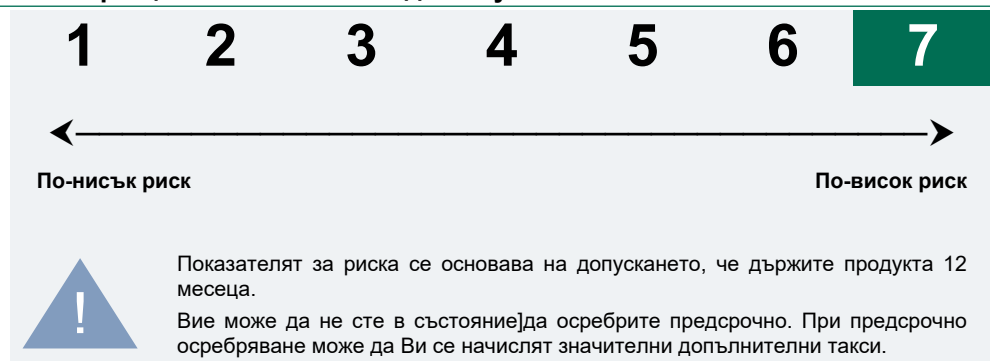 1 2 3 4 5 6 7
По-нисък риск По-висок риск
!
Показателят за риска се основава на допускането, че държите продукта 12
месеца.
Вие може да не сте в състояние]да осребрите предсрочно. При предсрочно
осребряване може да Ви се начислят значителни допълнителни такси.